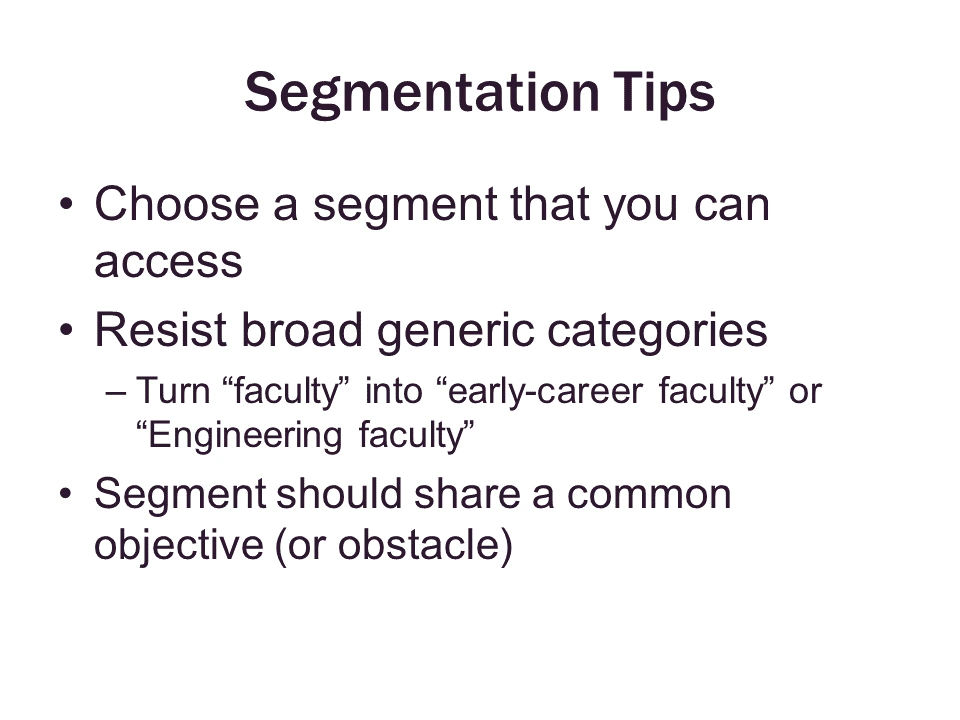 Segmentation Tips
• Choose a segment that you can
access
• Resist broad generic categories
– Turn “faculty” into “early-career faculty” or
“Engineering faculty”
• Segment should share a common
objective (or obstacle)